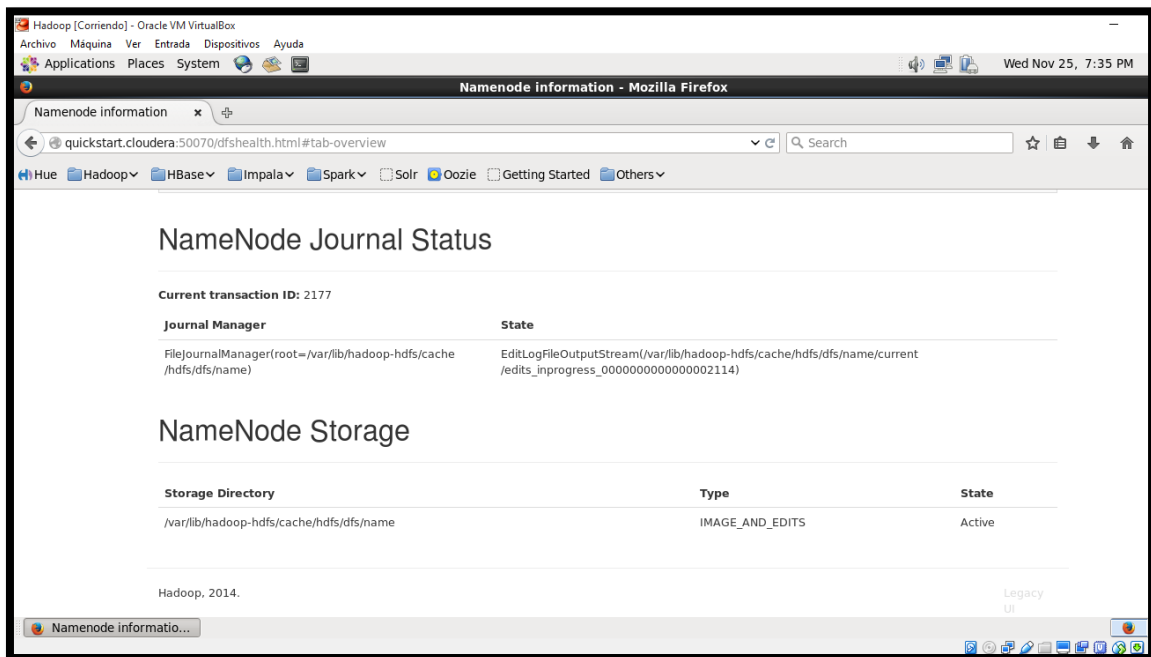 Hadoop [Corriendo] - Oracle VM VirtualBox
Archivo Máquina Ver Entrada Dispositivos Ayuda
Applications Places System Wed Nov 25, 7:35 PM
Namenode information - Mozilla Firefox
Namenode information
quickstart.cloudera:50070/dfshealth.html#tab-overview Search
Hue Hadoop HBase Impala Spark Solr Oozie Getting Started Others
NameNode Journal Status
Current transaction ID: 2177
Journal Manager State
FileJournalManager(root=/var/lib/hadoop-hdfs/cache EditLogFileOutputStream(/var/lib/hadoop-hdfs/cache/hdfs/dfs/name/current
/hdfs/dfs/name) /edits_inprogress_0000000000000002114)
NameNode Storage
Storage Directory Type State
/var/lib/hadoop-hdfs/cache/hdfs/dfs/name IMAGE_AND_EDITS Active
Hadoop, 2014. Legacy
UI
Namenode informatio...